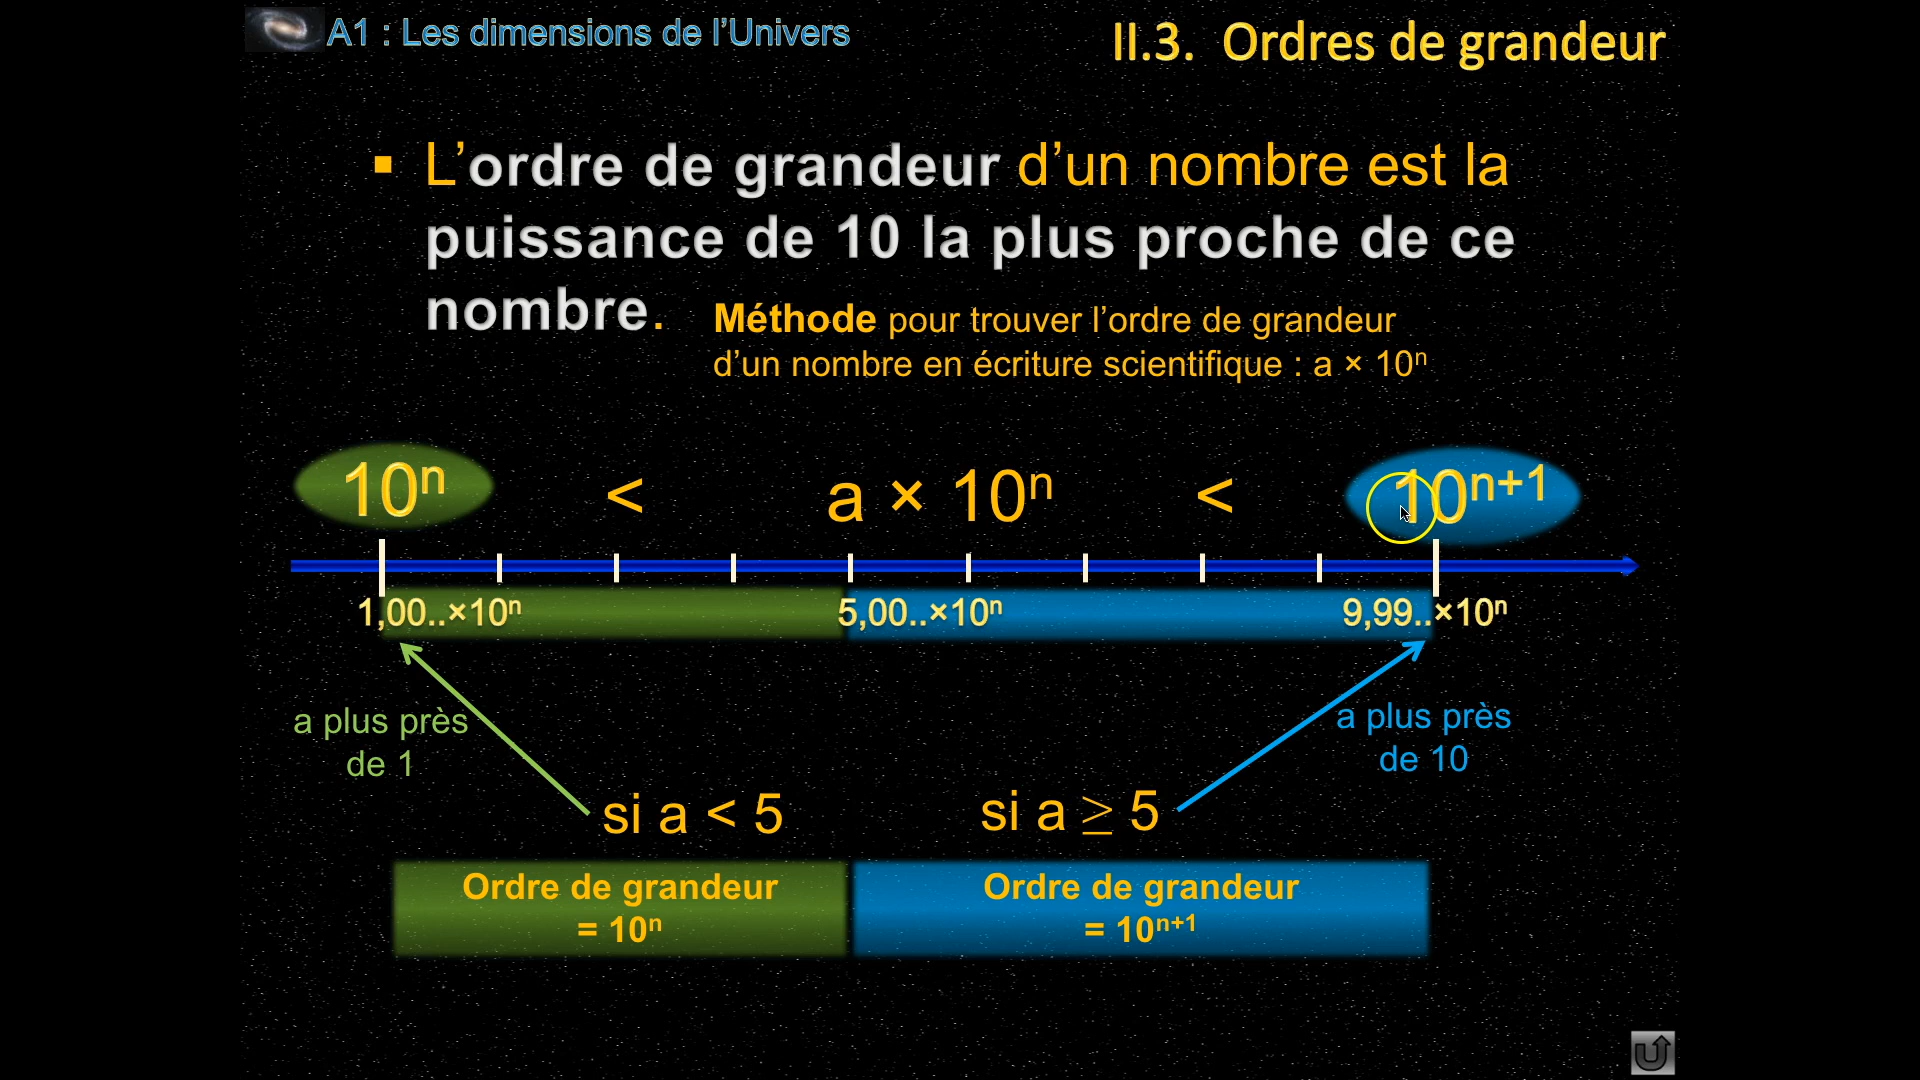 A1 : Les dimensions de l’Univers
II.3. Ordres de grandeur
▪ L’ordre de grandeur d’un nombre est la
puissance de 10 la plus proche de ce
nombre.
Méthode pour trouver l’ordre de grandeur
d’un nombre en écriture scientifique : a × 10ⁿ
10ⁿ < a × 10ⁿ < 10ⁿ⁺¹
1,00..×10ⁿ 5,00..×10ⁿ 9,99..×10ⁿ
a plus près
de 1
a plus près
de 10
si a < 5
si a ≥ 5
Ordre de grandeur
= 10ⁿ
Ordre de grandeur
= 10ⁿ⁺¹